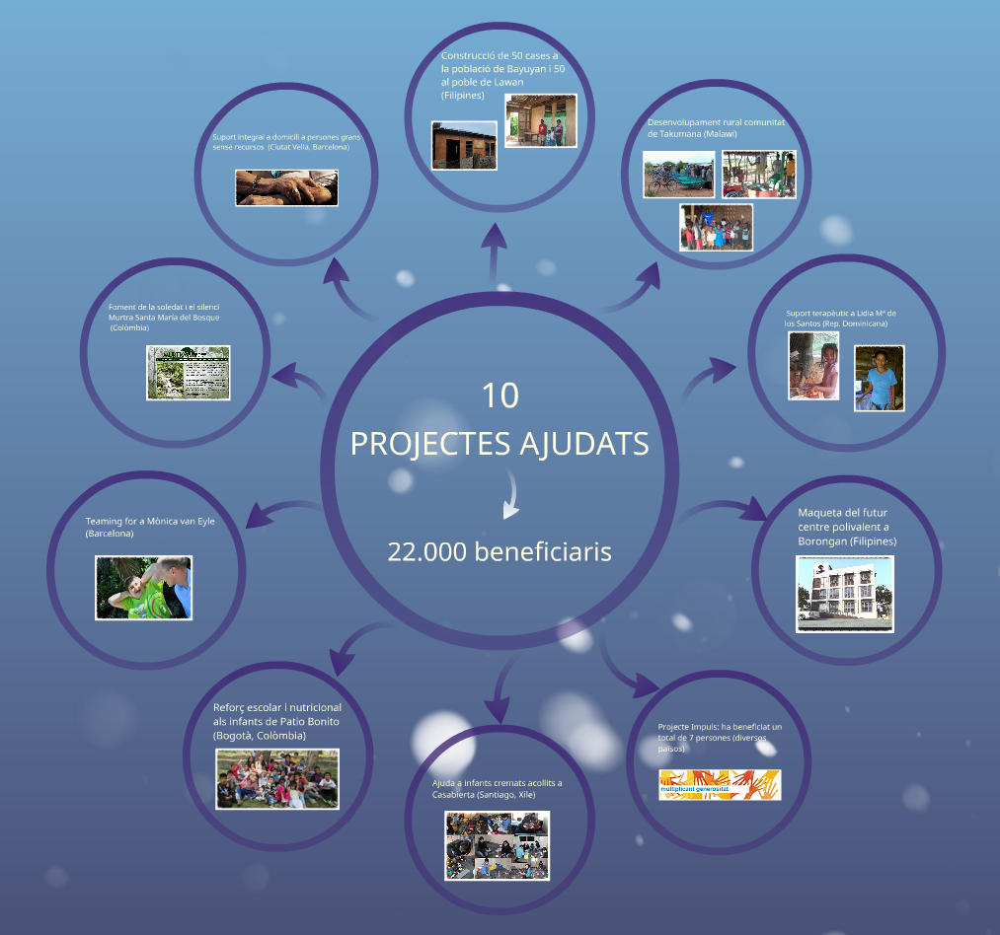 10
PROJECTES AJUDATS
22.000 beneficiaris
Construcció de 50 cases a
la població de Bayuyan i 50
al poble de Lawan
(Filipines)
Desenvolupament rural comunitat
de Takumana (Malawi)
Suport terapèutic a Lidia Mª de
los Santos (Rep. Dominicana)
Maqueta del futur
centre polivalent a
Borongan (Filipines)
Projecte Impuls: ha beneficiat un
total de 7 persones (diversos
països)
multiplicant generositat
Ajuda a infants cremats acollits a
Casabierta (Santiago, Xile)
Reforç escolar i nutricional
als infants de Patio Bonito
(Bogotà, Colòmbia)
Teaming for a Mònica van Eyle
(Barcelona)
Foment de la soledat i el silenci
Murtra Santa María del Bosque
(Colòmbia)
Suport integral a domicili a persones grans
sense recursos (Ciutat Vella, Barcelona)